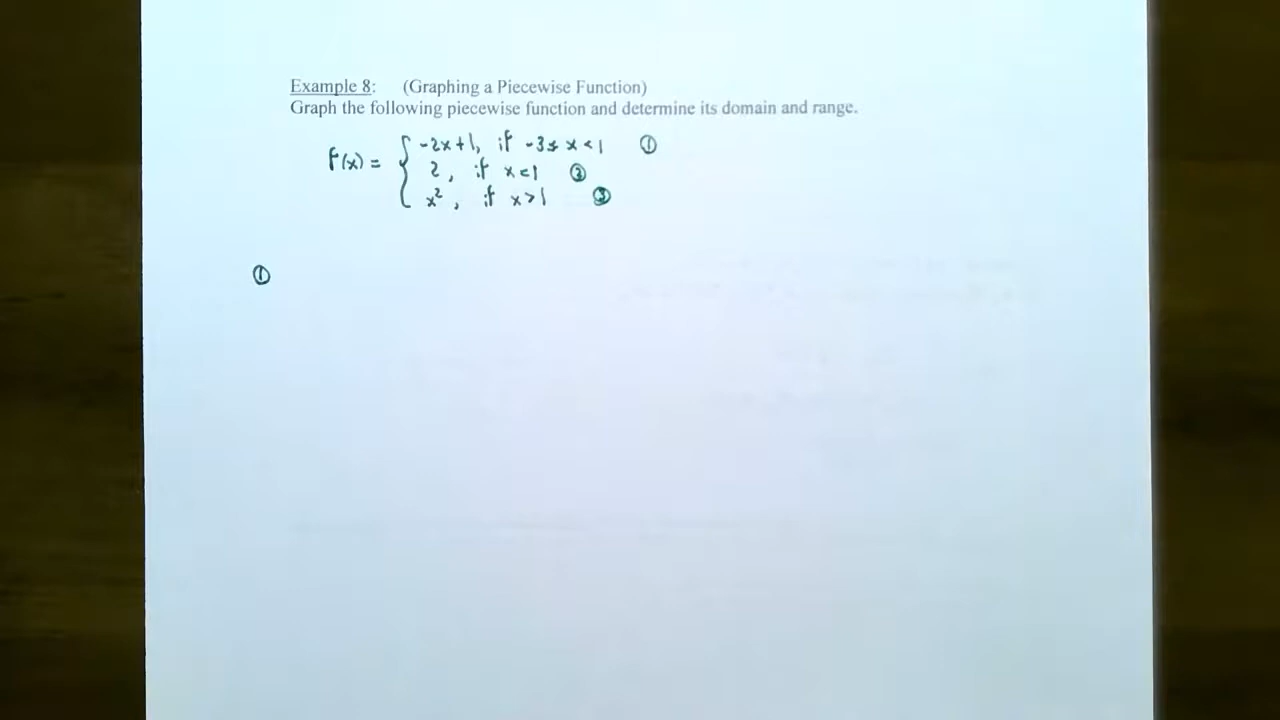 Example 8: (Graphing a Piecewise Function)
Graph the following piecewise function and determine its domain and range.
f(x) = { -2x+1, if -3≤ x < 1 ①
2, if x<1 ②
x², if x>1 ③
①